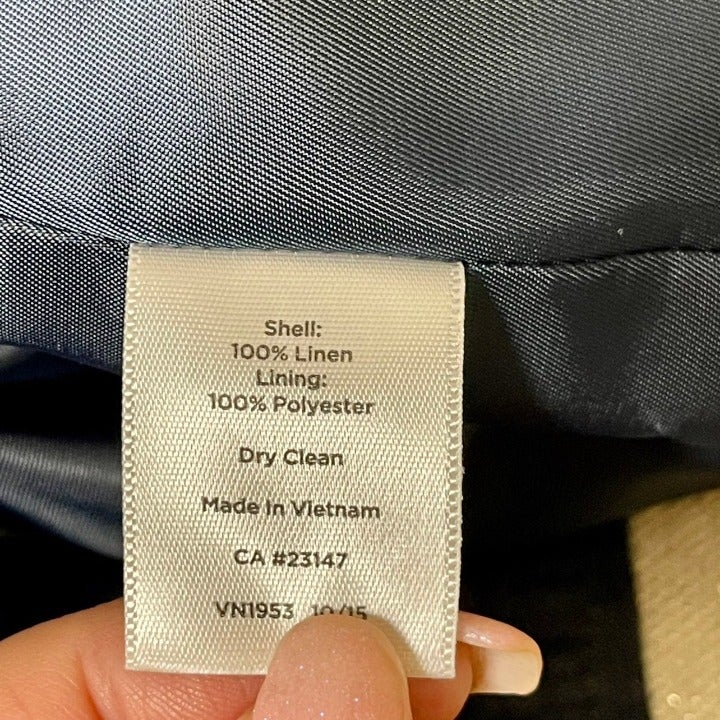 Shell:
100% Linen
Lining:
100% Polyester
Dry Clean
Made In Vietnam
CA #23147
VN1953 10/15